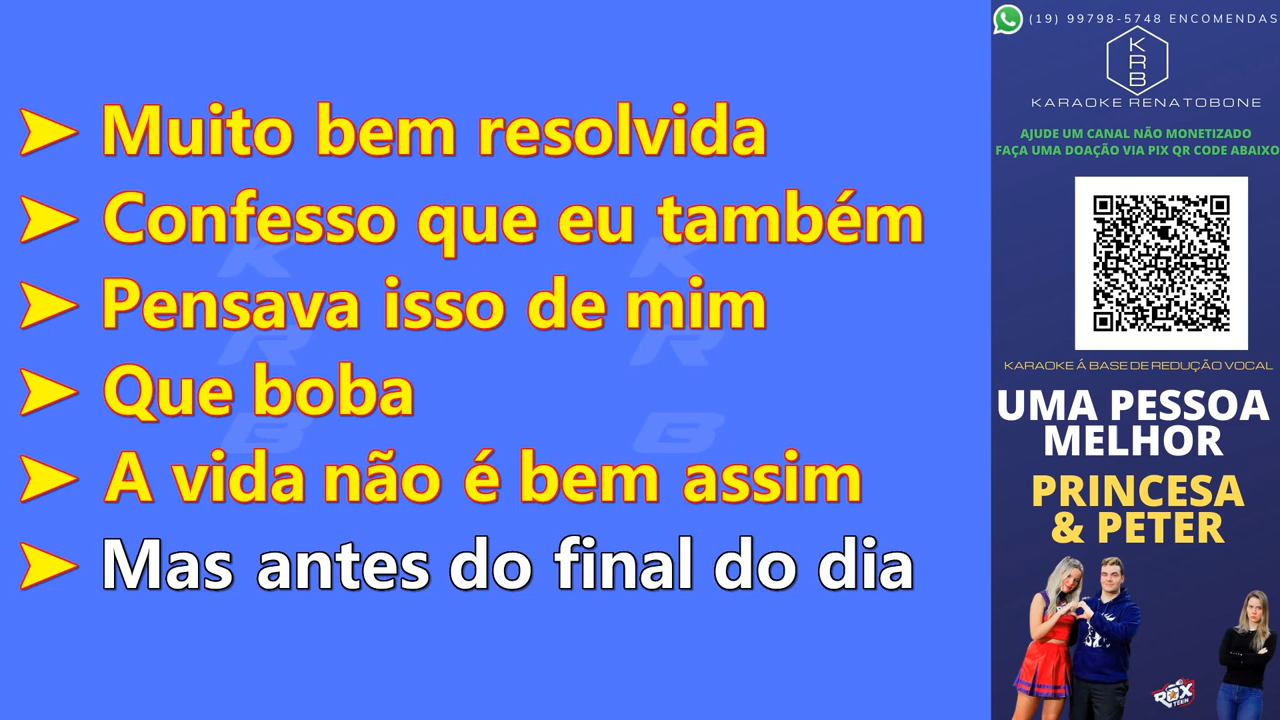 Muito bem resolvida
Confesso que eu também
Pensava isso de mim
Que boba
A vida não é bem assim
Mas antes do final do dia
(19) 99798-5748 ENCOMENDAS
K
R
B
KARAOKE RENATOBONE
AJUDE UM CANAL NÃO MONETIZADO
FAÇA UMA DOAÇÃO VIA PIX QR CODE ABAIXO
KARAOKE Á BASE DE REDUÇÃO VOCAL
UMA PESSOA
MELHOR
PRINCESA
& PETER
ROX
TEEN
K
R
B
K
R
B